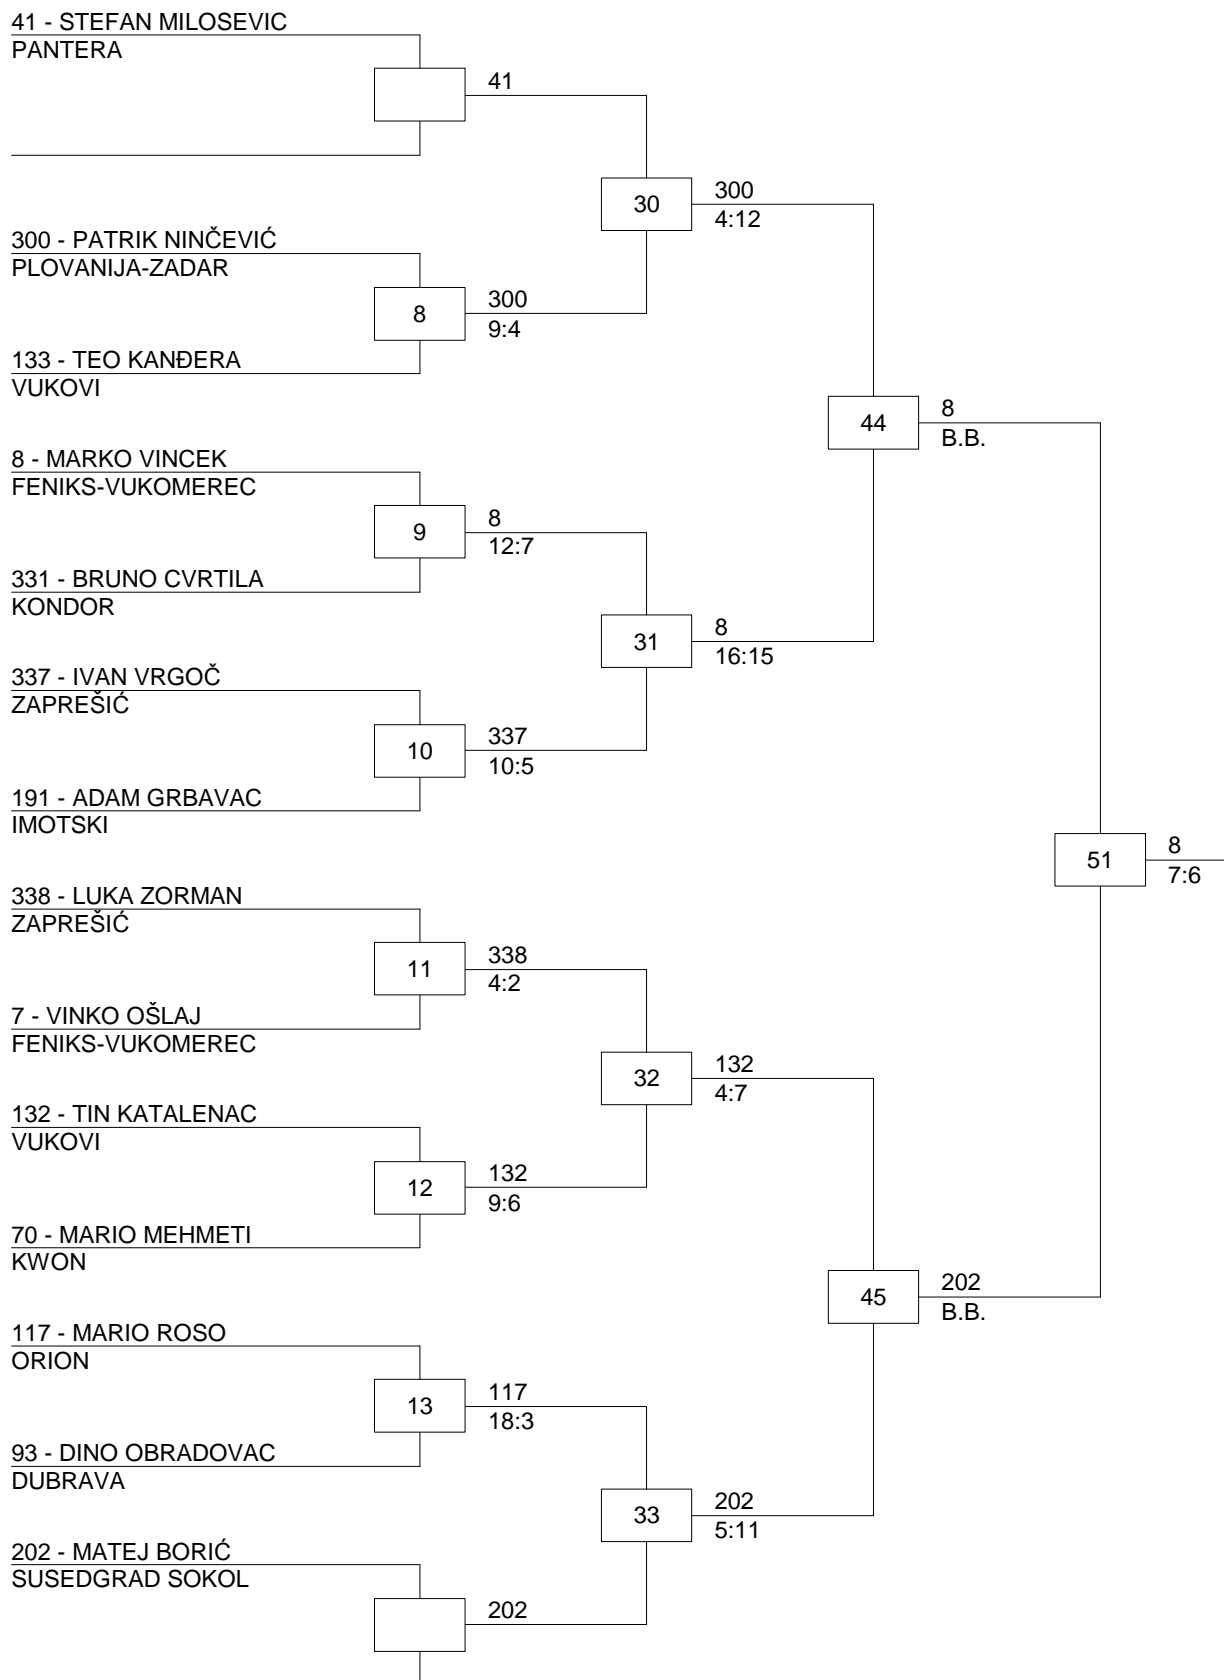 41 - STEFAN MILOSEVIC
PANTERA
41
30
300
4:12
300 - PATRIK NINČEVIĆ
PLOVANIJA-ZADAR
8
300
9:4
133 - TEO KANĐERA
VUKOVI
44
8
B.B.
8 - MARKO VINCEK
FENIKS-VUKOMEREC
9
8
12:7
331 - BRUNO CVRTILA
KONDOR
31
8
16:15
337 - IVAN VRGOČ
ZAPREŠIĆ
10
337
10:5
191 - ADAM GRBAVAC
IMOTSKI
51
8
7:6
338 - LUKA ZORMAN
ZAPREŠIĆ
11
338
4:2
7 - VINKO OŠLAJ
FENIKS-VUKOMEREC
32
132
4:7
132 - TIN KATALENAC
VUKOVI
12
132
9:6
70 - MARIO MEHMETI
KWON
45
202
B.B.
117 - MARIO ROSO
ORION
13
117
18:3
93 - DINO OBRADOVAC
DUBRAVA
33
202
5:11
202 - MATEJ BORIĆ
SUSEDGRAD SOKOL
202